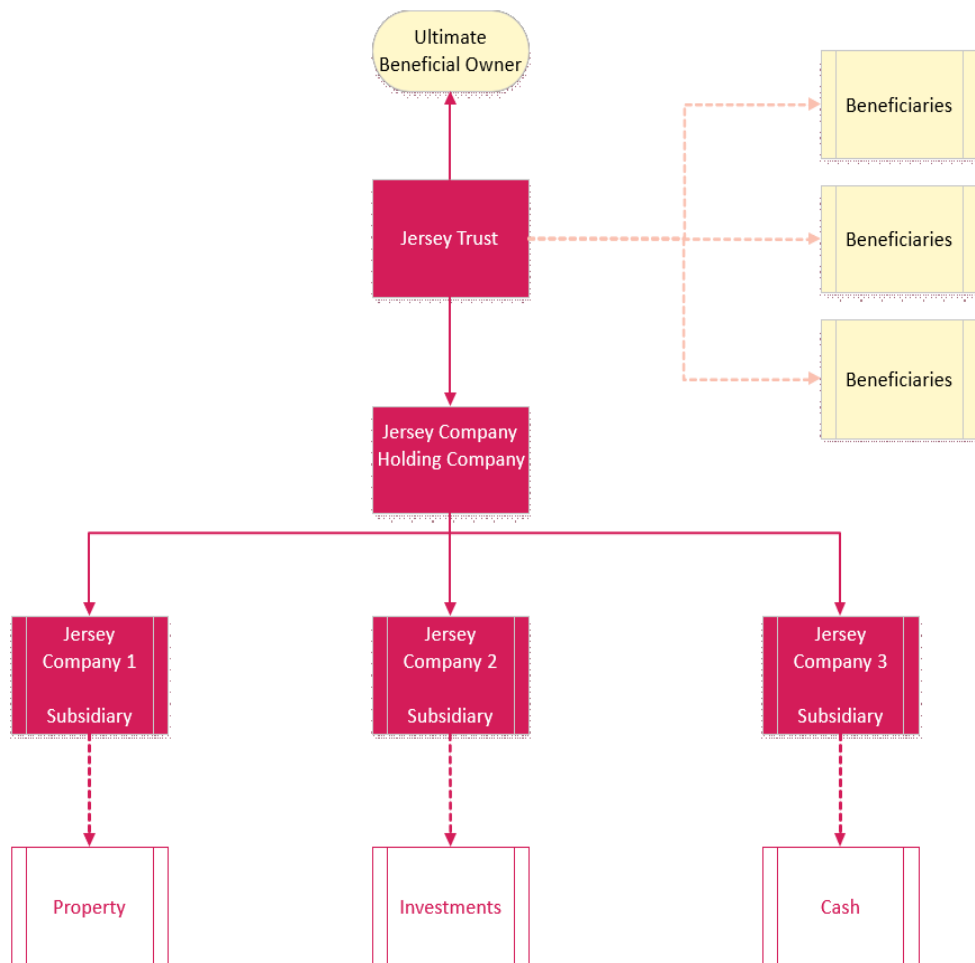 Ultimate
Beneficial Owner
Beneficiaries
Jersey Trust
Beneficiaries
Beneficiaries
Jersey Company
Holding Company
Jersey
Company 1
Subsidiary
Jersey
Company 2
Subsidiary
Jersey
Company 3
Subsidiary
Property
Investments
Cash